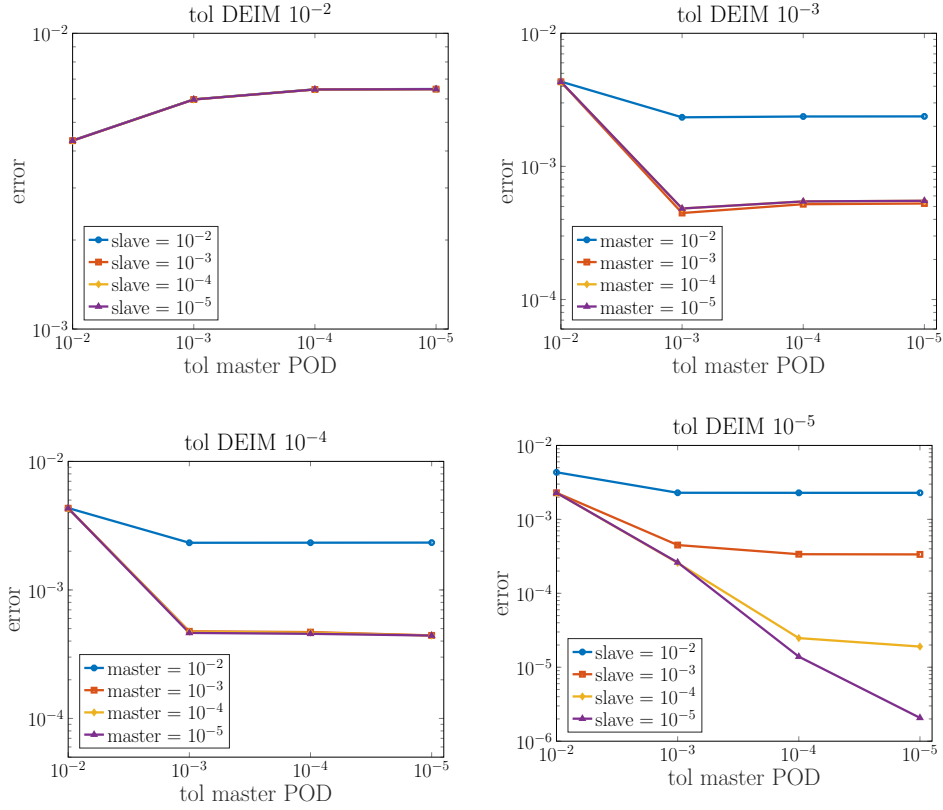 tol DEIM 10⁻²
10⁻²
error
10⁻³
slave = 10⁻²
slave = 10⁻³
slave = 10⁻⁴
slave = 10⁻⁵
10⁻² 10⁻³ 10⁻⁴ 10⁻⁵
tol master POD
tol DEIM 10⁻³
10⁻²
10⁻³
error
10⁻⁴
master = 10⁻²
master = 10⁻³
master = 10⁻⁴
master = 10⁻⁵
10⁻² 10⁻³ 10⁻⁴ 10⁻⁵
tol master POD
tol DEIM 10⁻⁴
10⁻²
10⁻³
error
10⁻⁴
master = 10⁻²
master = 10⁻³
master = 10⁻⁴
master = 10⁻⁵
10⁻² 10⁻³ 10⁻⁴ 10⁻⁵
tol master POD
tol DEIM 10⁻⁵
10⁻²
10⁻³
10⁻⁴
error
10⁻⁵
10⁻⁶
slave = 10⁻²
slave = 10⁻³
slave = 10⁻⁴
slave = 10⁻⁵
10⁻² 10⁻³ 10⁻⁴ 10⁻⁵
tol master POD